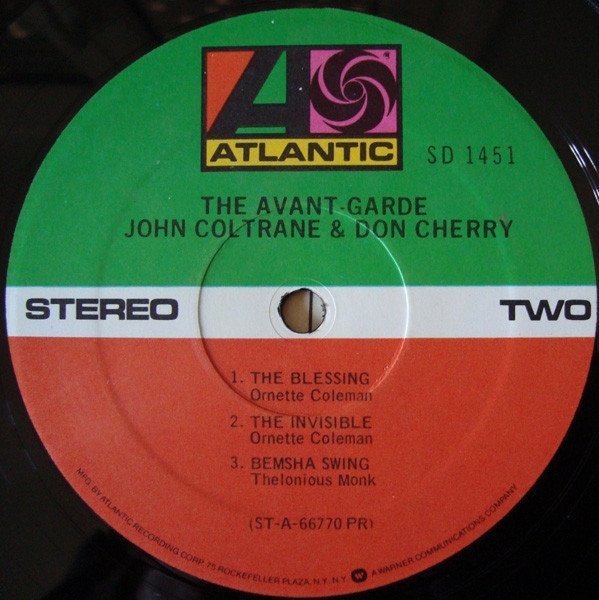 ATLANTIC
SD 1451
THE AVANT-GARDE
JOHN COLTRANE & DON CHERRY
STEREO
TWO
1. THE BLESSING
Ornette Coleman
2. THE INVISIBLE
Ornette Coleman
3. BEMSHA SWING
Thelonious Monk
(ST-A-66770 PR)
MFG. BY ATLANTIC RECORDING CORP. 75 ROCKEFELLER PLAZA, N.Y. N.Y. W A WARNER COMMUNICATIONS COMPANY